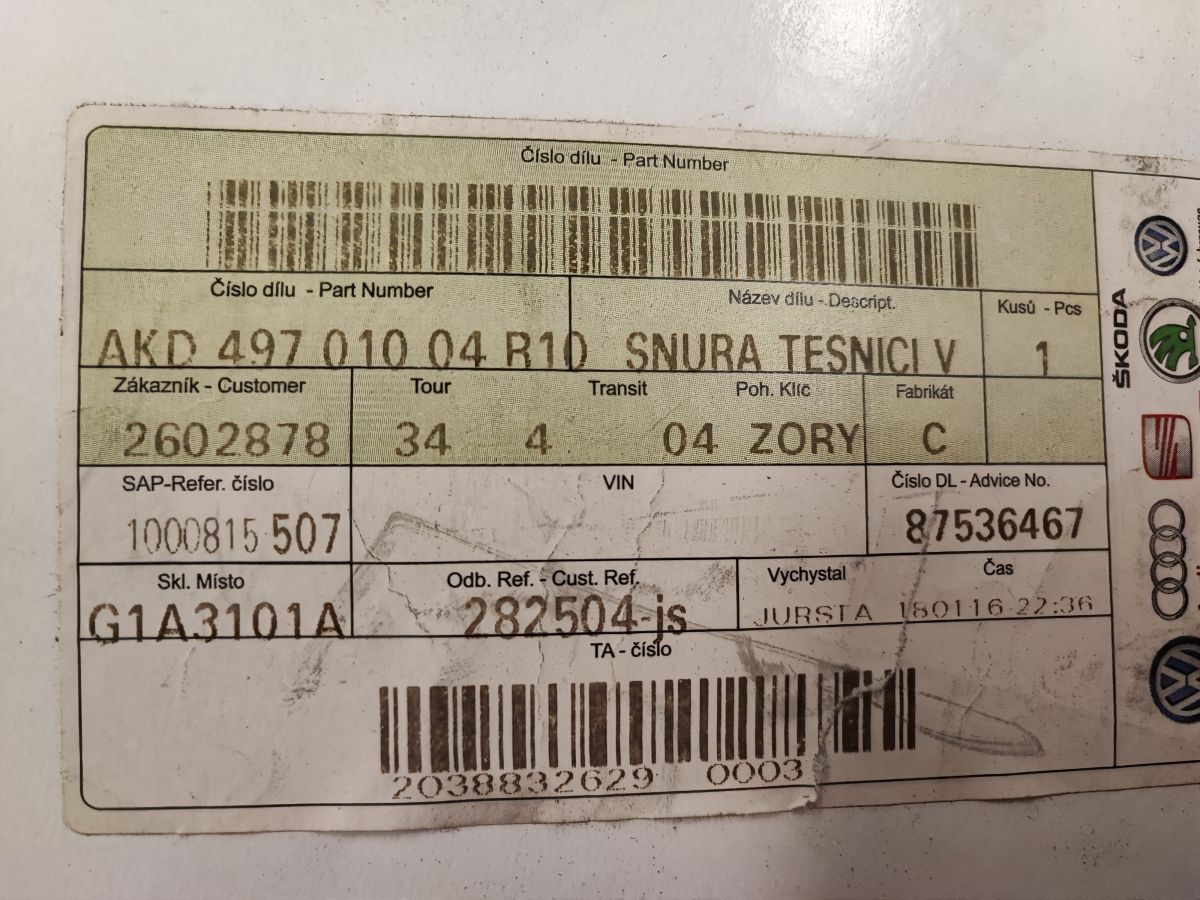 Číslo dílu - Part Number
Číslo dílu - Part Number
Název dílu - Descript.
Kusů - Pcs
AKD 497 010 04 R10
SNURA TESNICI V
1
Zákazník - Customer
Tour
Transit
Poh. Klíč
Fabrikát
2602878
34
4
04 ZORY
C
SAP-Refer. číslo
VIN
Číslo DL - Advice No.
1000815 507
87536467
Skl. Místo
Odb. Ref. - Cust. Ref.
Vychystal
Čas
G1A3101A
282504-js
JURSTA 180116 22:36
TA - číslo
2038832629 0003
ŠKODA